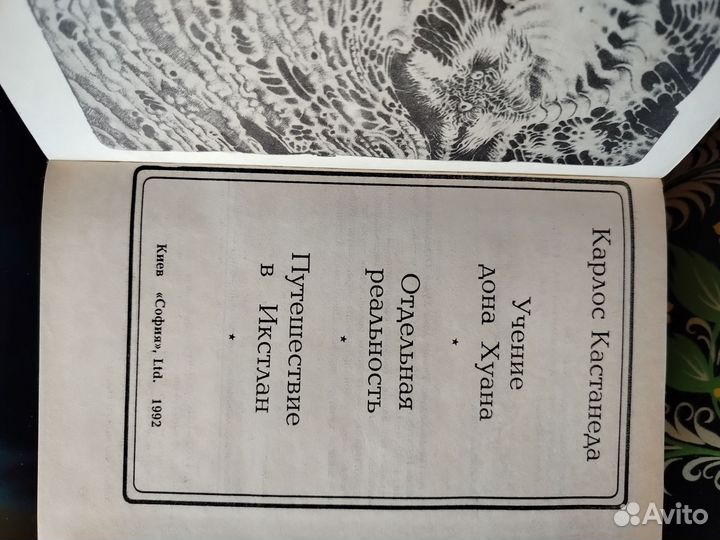 Карлос Кастанеда
Учение
дона Хуана
*
Отдельная
реальность
*
Путешествие
в Икстлан
*
Киев «София», Ltd. 1992
Avito